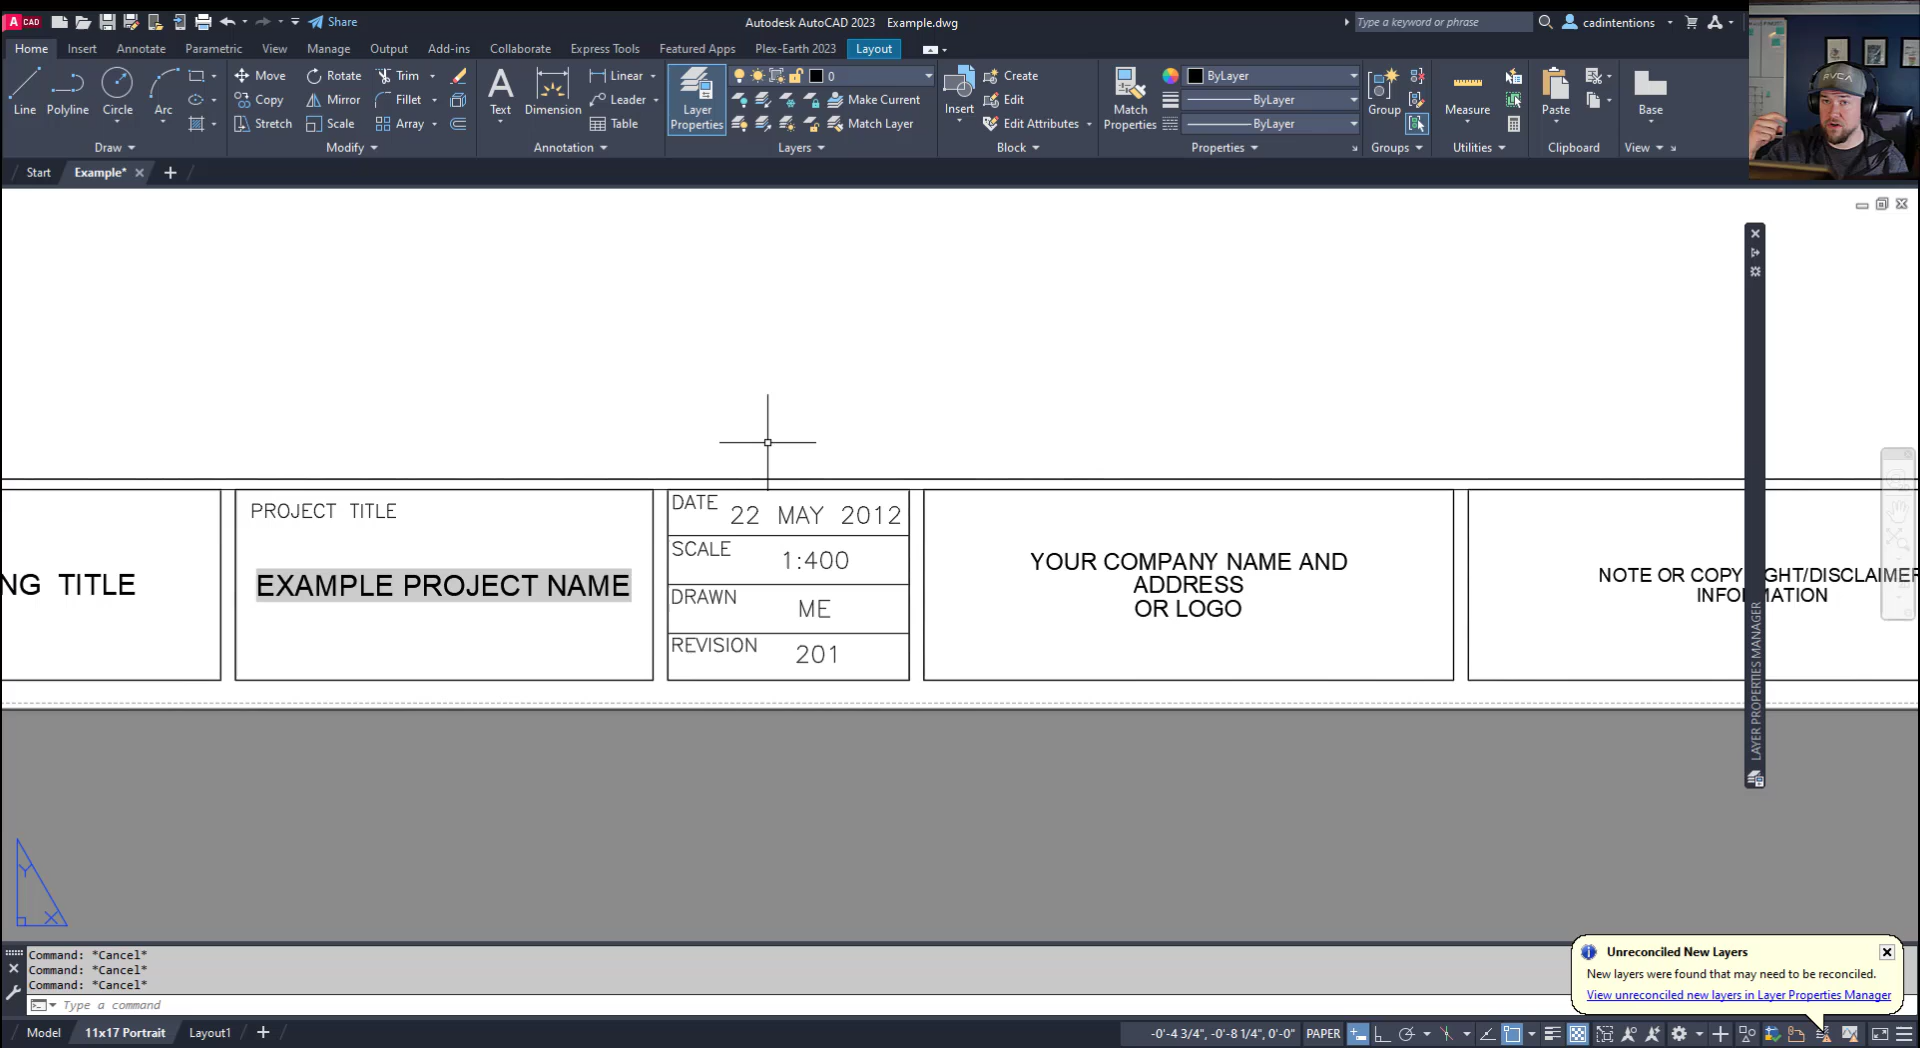 CAD
Share
Autodesk AutoCAD 2023 Example.dwg
Type a keyword or phrase
cadintentions
Home Insert Annotate Parametric View Manage Output Add-ins Collaborate Express Tools Featured Apps Plex-Earth 2023 Layout
Line
Polyline
Circle
Arc
Draw
Move
Rotate
Trim
Copy
Mirror
Fillet
Stretch
Scale
Array
Modify
Text
Dimension
Linear
Leader
Table
Annotation
Layer
Properties
0
Make Current
Match Layer
Layers
Insert
Create
Edit
Edit Attributes
Block
Match
Properties
ByLayer
ByLayer
ByLayer
Properties
Group
Groups
Measure
Utilities
Paste
Clipboard
Base
View
RVCA
Start Example*
NG TITLE
PROJECT TITLE
EXAMPLE PROJECT NAME
DATE 22 MAY 2012
SCALE 1:400
DRAWN ME
REVISION 201
YOUR COMPANY NAME AND
ADDRESS
OR LOGO
NOTE OR COPY GHT/DISCLAIMER
INFO MATION
LAYER PROPERTIES MANAGER
Y
X
Command: *Cancel*
Command: *Cancel*
Command: *Cancel*
Type a command
Unreconciled New Layers
New layers were found that may need to be reconciled.
View unreconciled new layers in Layer Properties Manager
Model 11x17 Portrait Layout1
-0'-4 3/4", -0'-8 1/4", 0'-0" PAPER